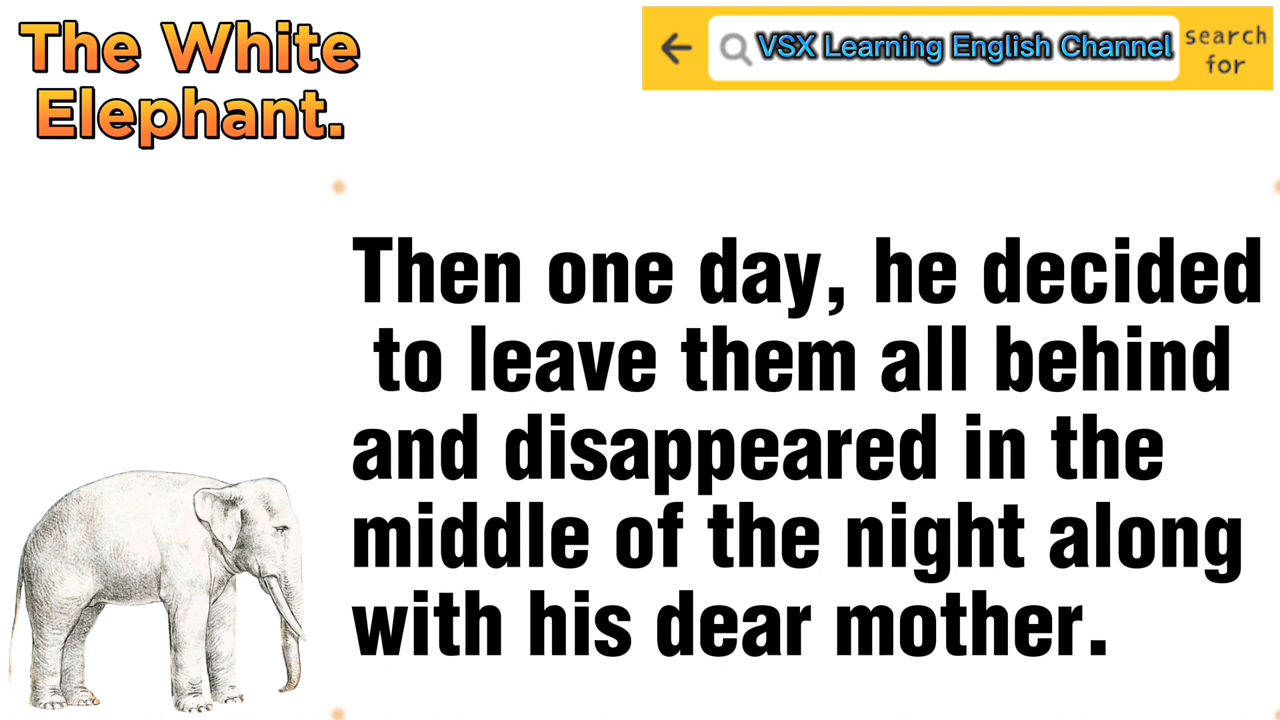 The White
Elephant.
VSX Learning English Channel
search
for
Then one day, he decided
to leave them all behind
and disappeared in the
middle of the night along
with his dear mother.